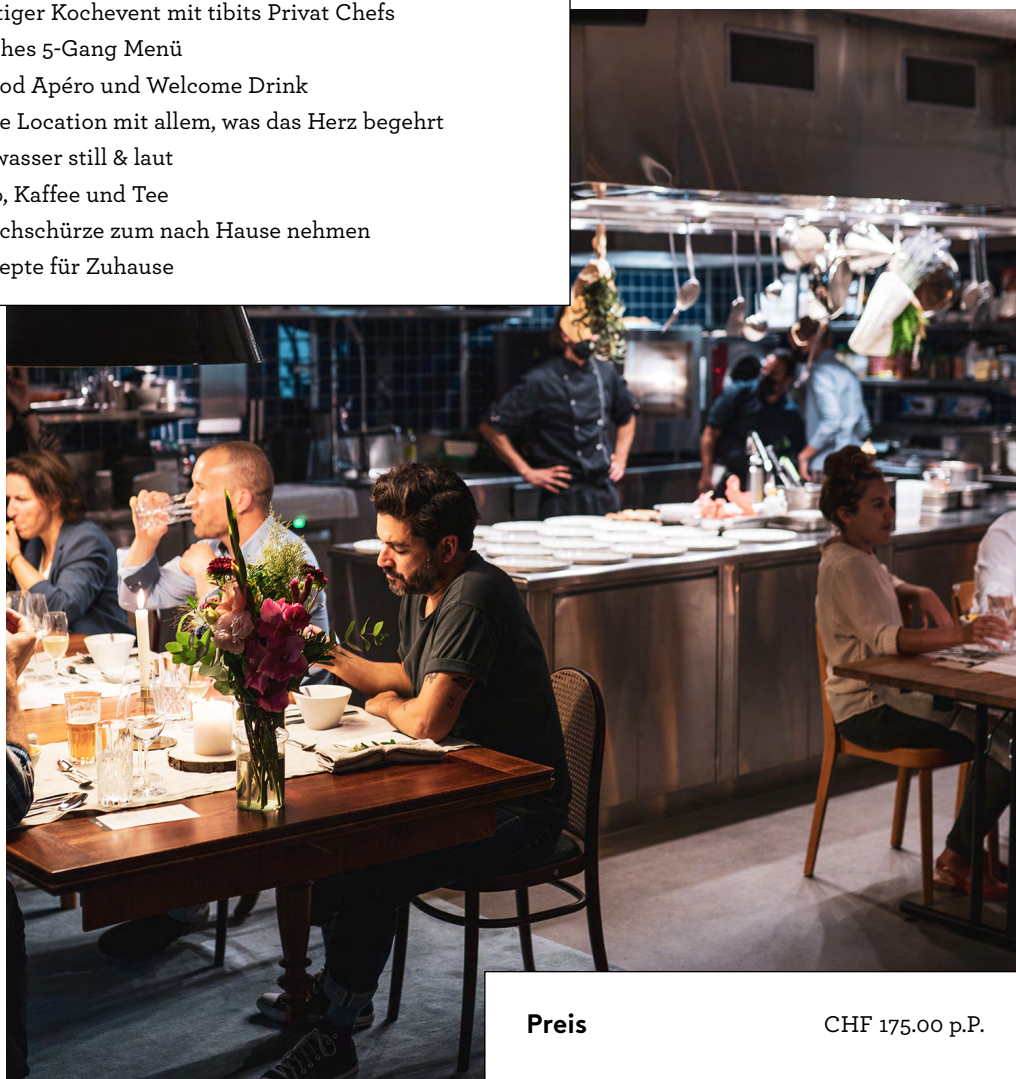 tiger Kochevent mit tibits Privat Chefs
ches 5-Gang Menü
od Apéro und Welcome Drink
e Location mit allem, was das Herz begehrt
wasser still & laut
, Kaffee und Tee
chschürze zum nach Hause nehmen
epte für Zuhause
Preis CHF 175.00 p.P.